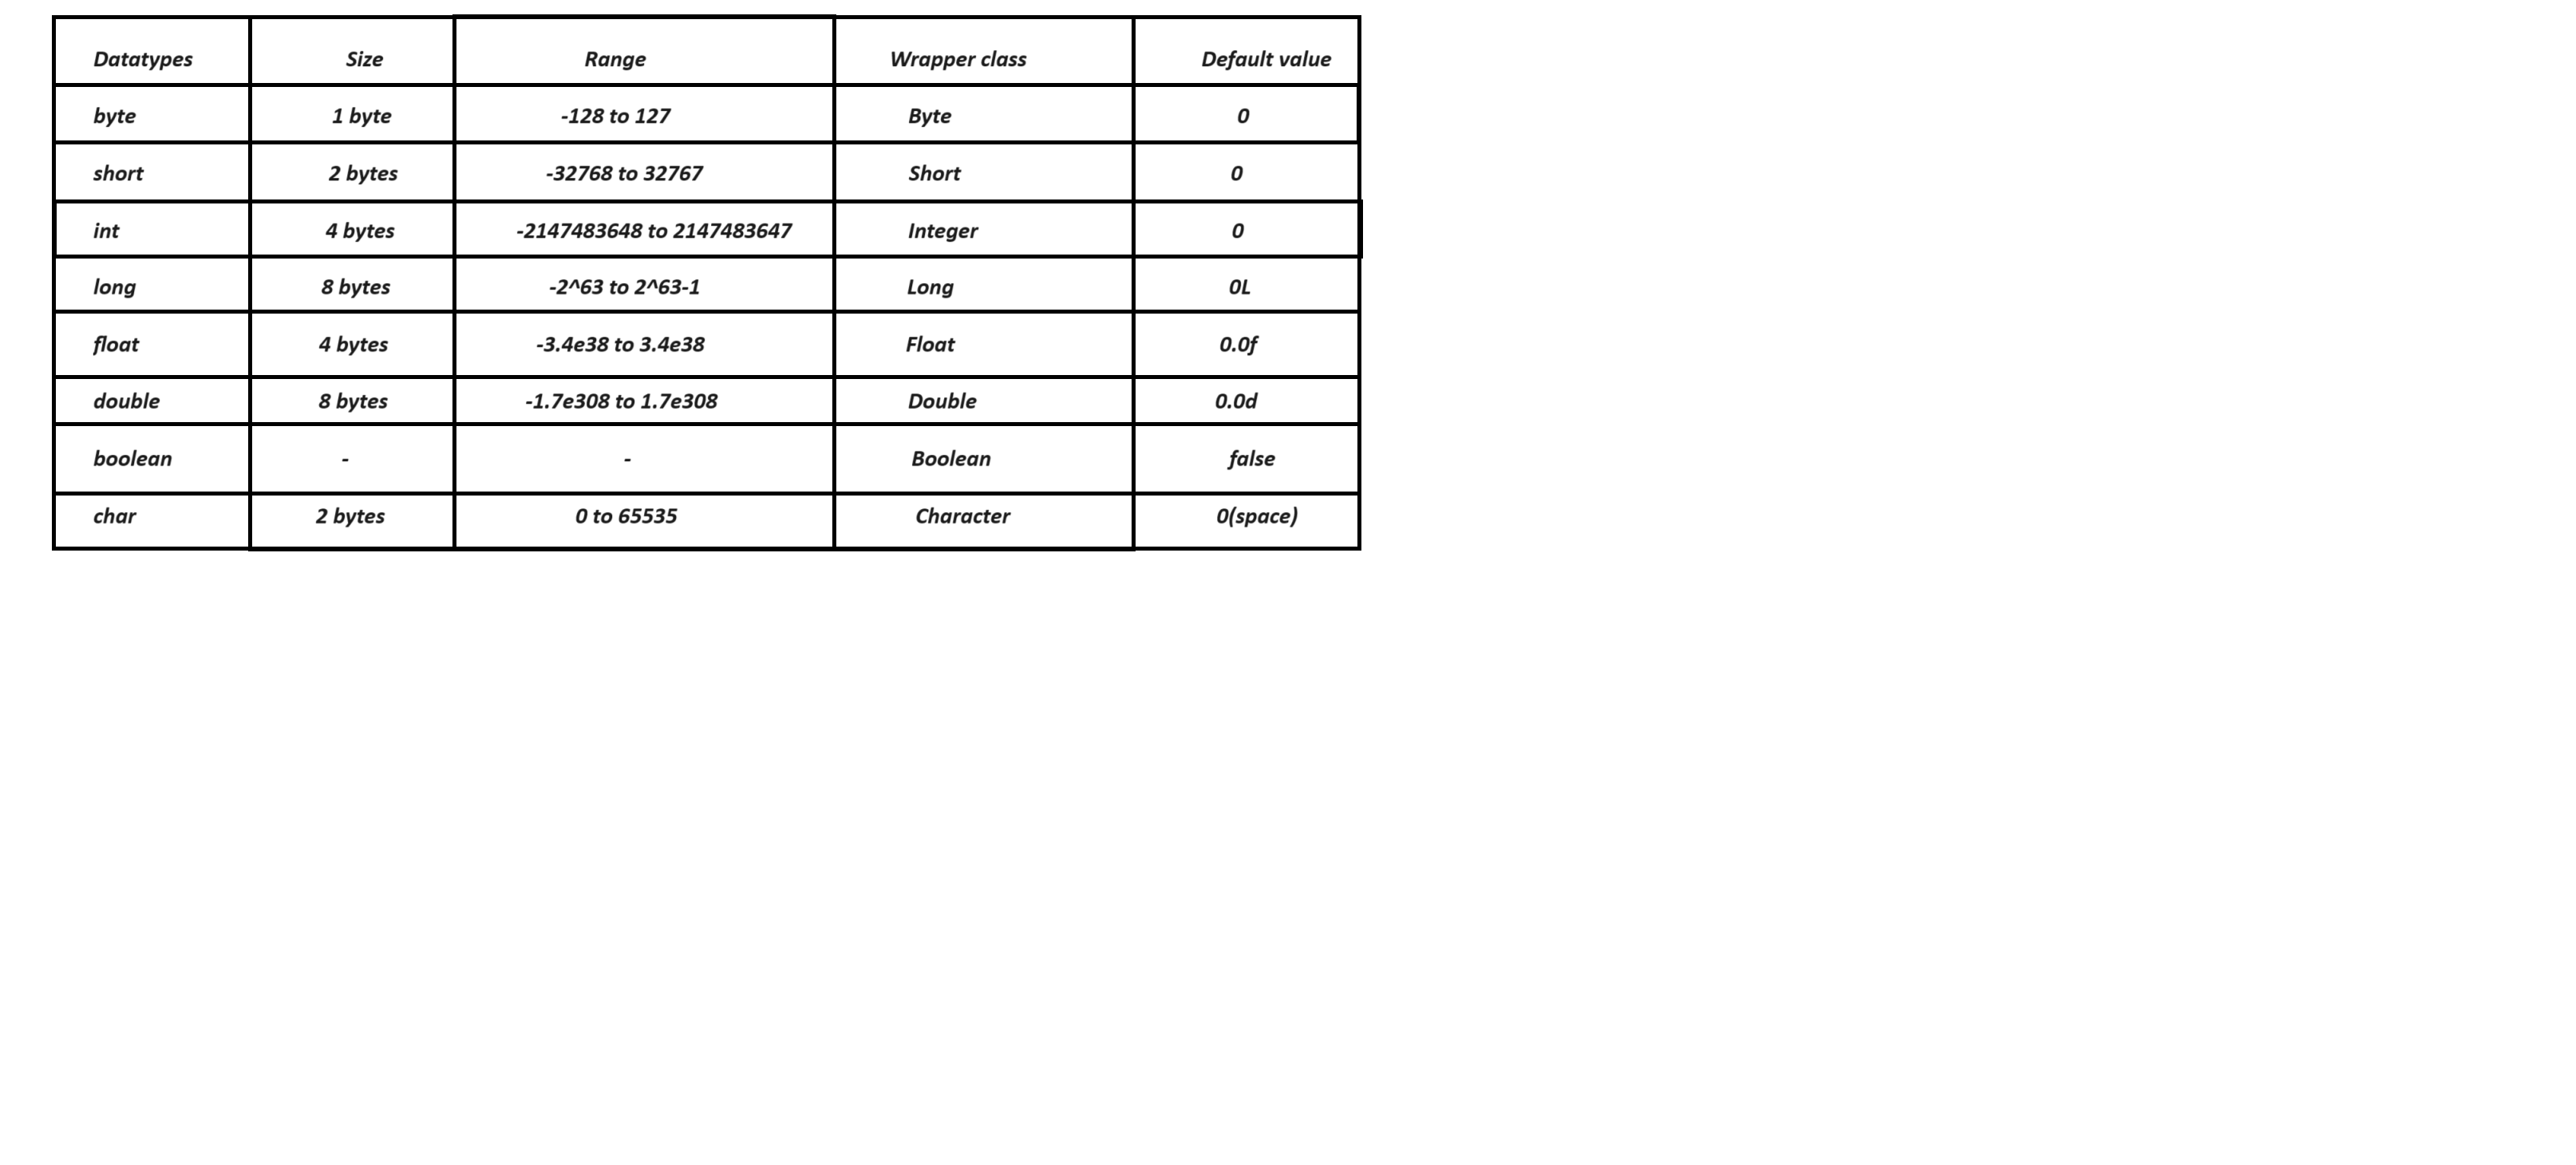 Datatypes Size Range Wrapper class Default value
byte 1 byte -128 to 127 Byte 0
short 2 bytes -32768 to 32767 Short 0
int 4 bytes -2147483648 to 2147483647 Integer 0
long 8 bytes -2^63 to 2^63-1 Long 0L
float 4 bytes -3.4e38 to 3.4e38 Float 0.0f
double 8 bytes -1.7e308 to 1.7e308 Double 0.0d
boolean - - Boolean false
char 2 bytes 0 to 65535 Character 0(space)